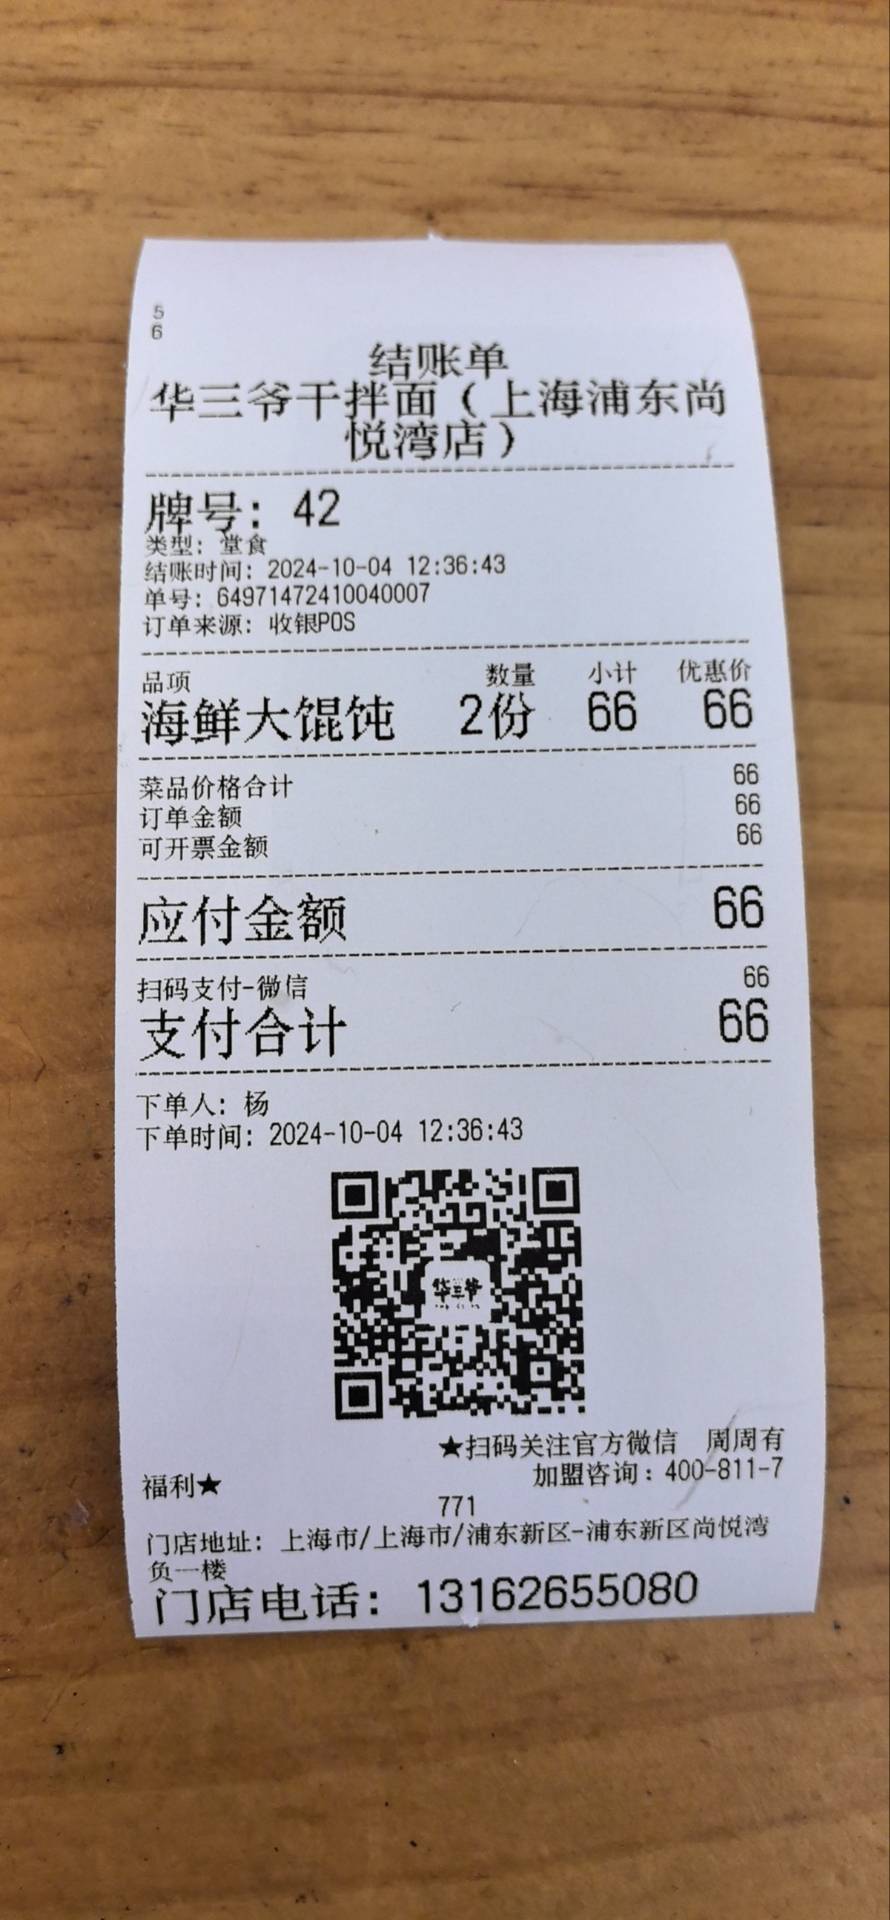 5
6
结账单
华三爷干拌面（上海浦东尚
悦湾店）
牌号：42
类型：堂食
结账时间：2024-10-04 12:36:43
单号：64971472410040007
订单来源：收银POS
品项 数量 小计 优惠价
海鲜大馄饨 2份 66 66
菜品价格合计 66
订单金额 66
可开票金额 66
应付金额 66
扫码支付-微信 66
支付合计 66
下单人：杨
下单时间：2024-10-04 12:36:43
华三爷
★扫码关注官方微信 周周有
福利★ 加盟咨询：400-811-7
771
门店地址：上海市/上海市/浦东新区-浦东新区尚悦湾
负一楼
门店电话：13162655080